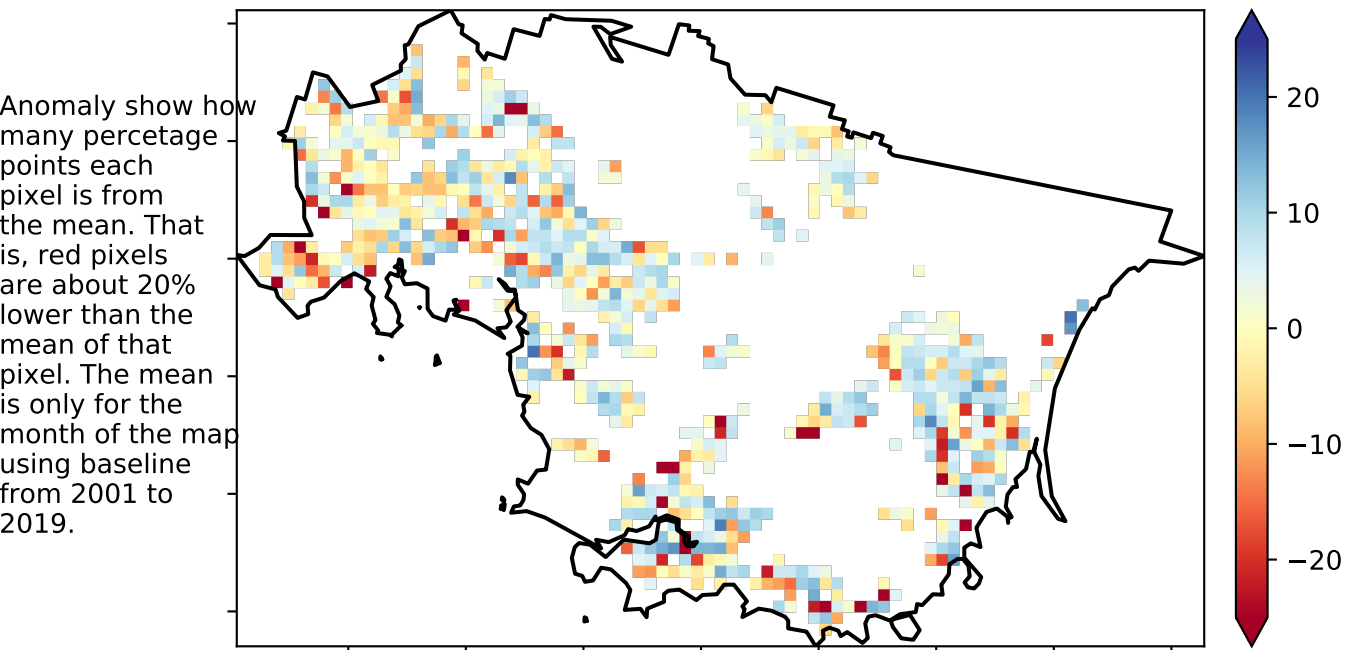 Anomaly show how
many percetage
points each
pixel is from
the mean. That
is, red pixels
are about 20%
lower than the
mean of that
pixel. The mean
is only for the
month of the map
using baseline
from 2001 to
2019.
20
10
0
−10
−20